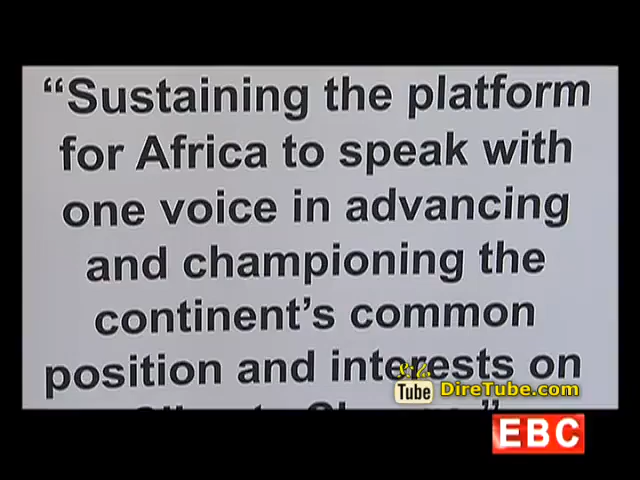 “Sustaining the platform
for Africa to speak with
one voice in advancing
and championing the
continent’s common
position and interests on
Tube DireTube.com
EBC